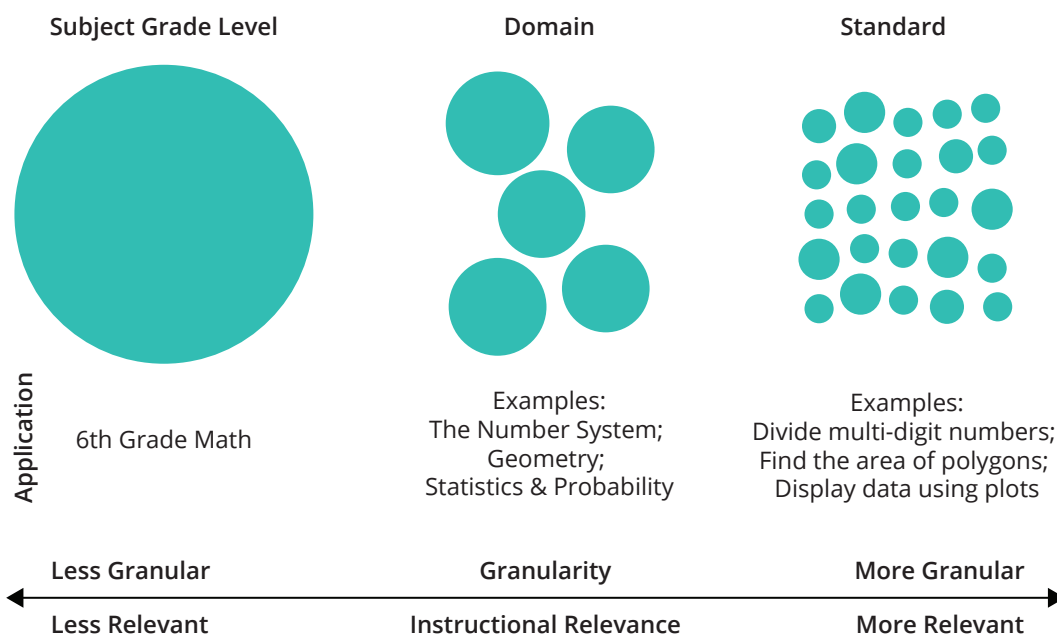 Subject Grade Level
Domain
Standard
Application
6th Grade Math
Examples:
The Number System;
Geometry;
Statistics & Probability
Examples:
Divide multi-digit numbers;
Find the area of polygons;
Display data using plots
Less Granular
Granularity
More Granular
Less Relevant
Instructional Relevance
More Relevant